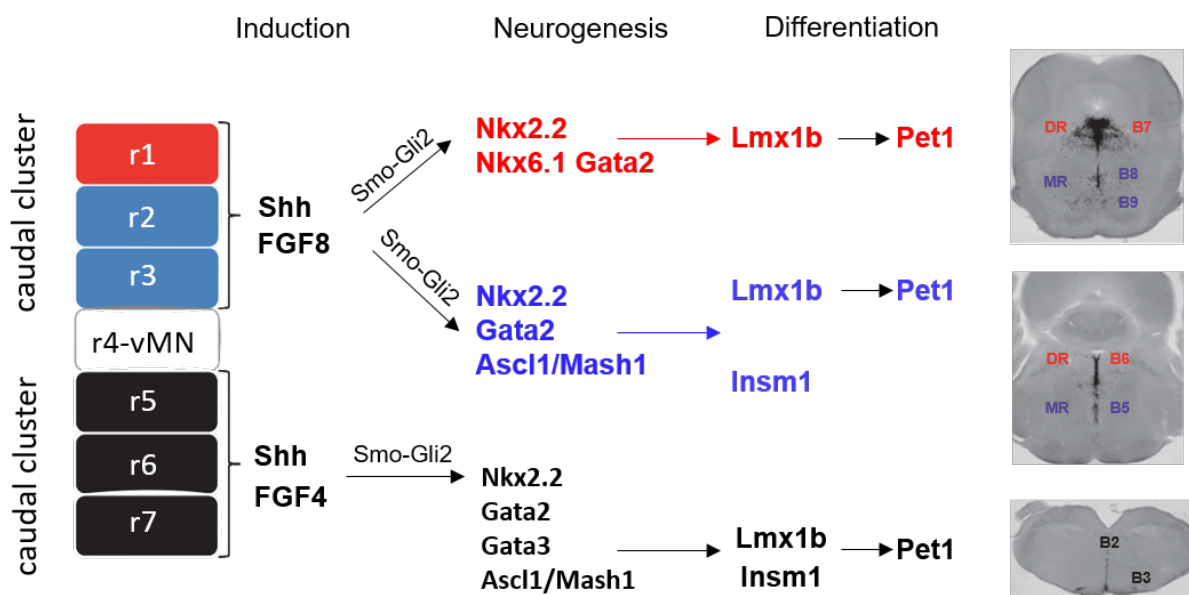 Induction
Neurogenesis
Differentiation
caudal cluster
r1
r2
r3
r4-vMN
caudal cluster
r5
r6
r7
Shh
FGF8
Smo-Gli2
Nkx2.2
Nkx6.1 Gata2
Lmx1b
Pet1
Smo-Gli2
Nkx2.2
Gata2
Ascl1/Mash1
Lmx1b
Pet1
Insm1
Shh
FGF4
Smo-Gli2
Nkx2.2
Gata2
Gata3
Ascl1/Mash1
Lmx1b
Insm1
Pet1
DR B7
MR B8
B9
DR B6
MR B5
B2
B3